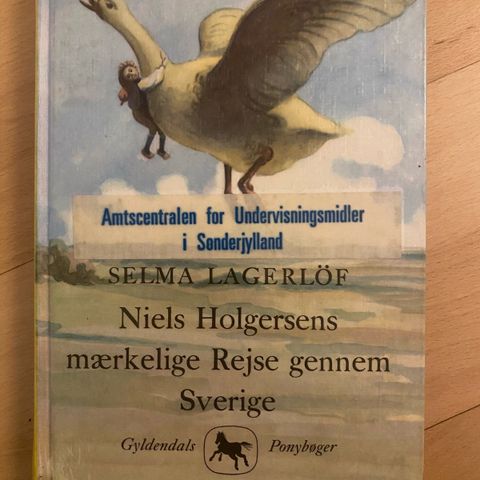 Amtscentralen for Undervisningsmidler
i Sønderjylland
SELMA LAGERLÖF
Niels Holgersens
mærkelige Rejse gennem
Sverige
Gyldendals Ponybøger